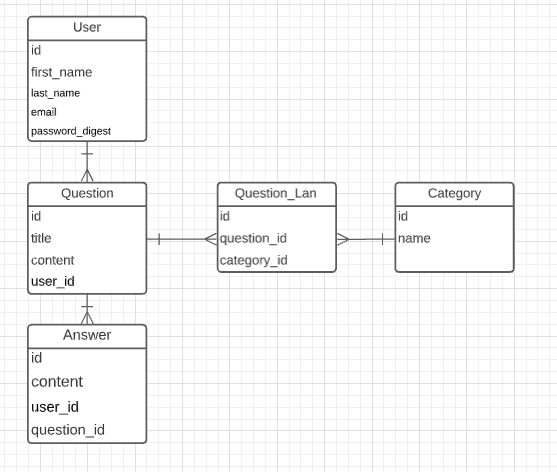 User
id
first_name
last_name
email
password_digest
Question
id
title
content
user_id
Question_Lan
id
question_id
category_id
Category
id
name
Answer
id
content
user_id
question_id